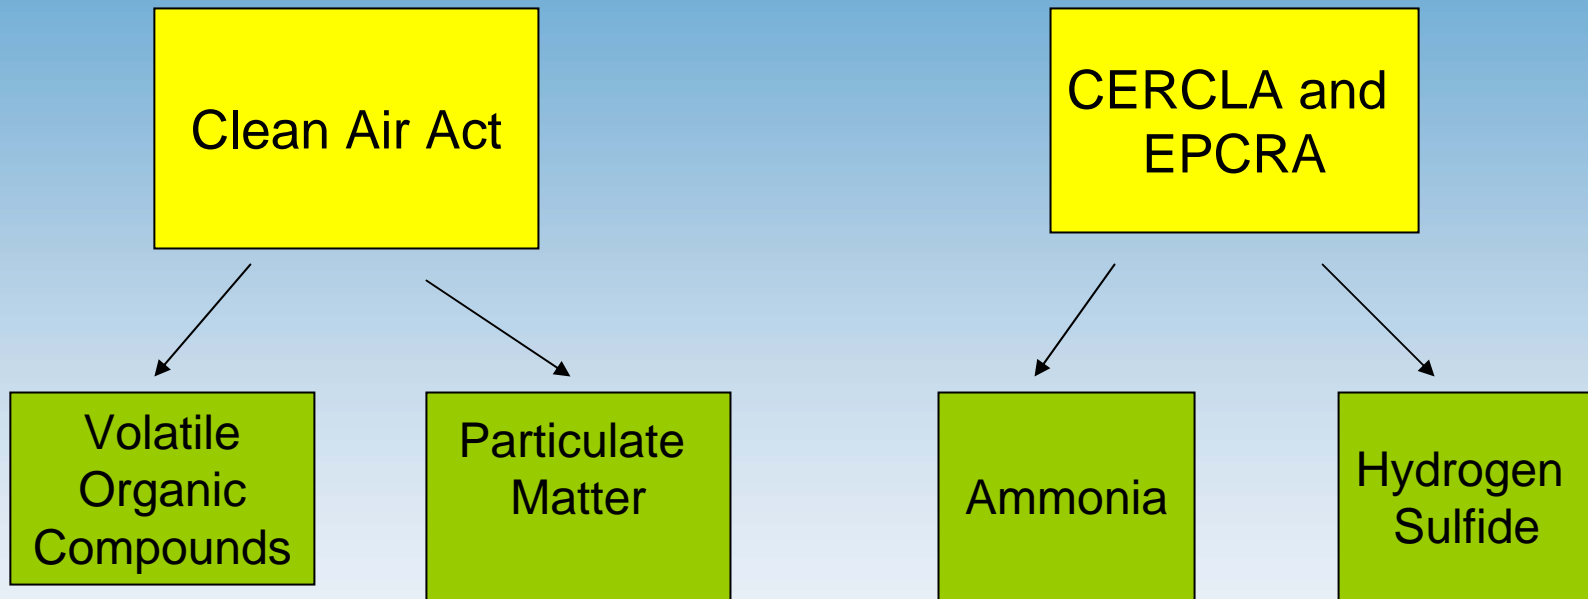 Clean Air Act
CERCLA and
EPCRA
Volatile
Organic
Compounds
Particulate
Matter
Ammonia
Hydrogen
Sulfide